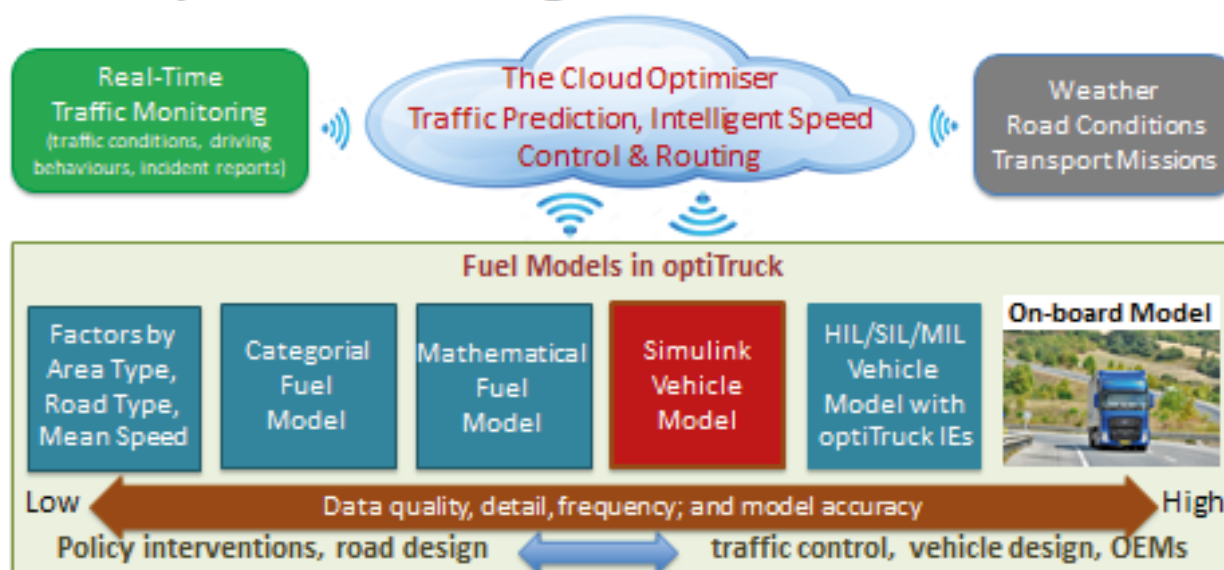 Real-Time
Traffic Monitoring
(traffic conditions, driving
behaviours, incident reports)
The Cloud Optimiser
Traffic Prediction, Intelligent Speed
Control & Routing
Weather
Road Conditions
Transport Missions
Fuel Models in optiTruck
Factors by
Area Type,
Road Type,
Mean Speed
Categorial
Fuel
Model
Mathematical
Fuel
Model
Simulink
Vehicle
Model
HIL/SIL/MIL
Vehicle
Model with
optiTruck IEs
On-board Model
Low
Data quality, detail, frequency; and model accuracy
High
Policy interventions, road design
traffic control, vehicle design, OEMs